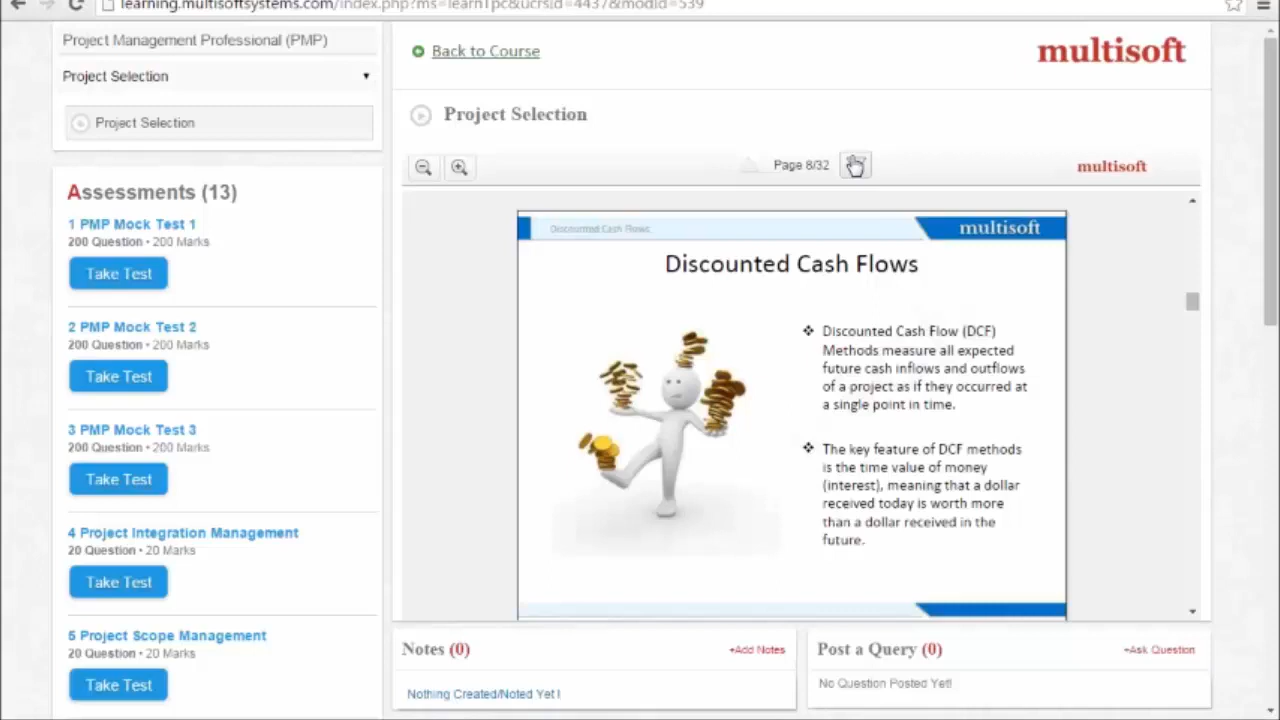 learning.multisoftsystems.com/index.php?ms=learn1pc&ucrsid=4437&modid=539
Project Management Professional (PMP)
Project Selection
Project Selection
Assessments (13)
1 PMP Mock Test 1
200 Question • 200 Marks
Take Test
2 PMP Mock Test 2
200 Question • 200 Marks
Take Test
3 PMP Mock Test 3
200 Question • 200 Marks
Take Test
4 Project Integration Management
20 Question • 20 Marks
Take Test
5 Project Scope Management
20 Question • 20 Marks
Take Test
Back to Course
multisoft
Project Selection
Page 8/32
multisoft
Discounted Cash Flows
multisoft
Discounted Cash Flows
❖ Discounted Cash Flow (DCF)
Methods measure all expected
future cash inflows and outflows
of a project as if they occurred at
a single point in time.
❖ The key feature of DCF methods
is the time value of money
(interest), meaning that a dollar
received today is worth more
than a dollar received in the
future.
Notes (0)
+Add Notes
Nothing Created/Noted Yet !
Post a Query (0)
+Ask Question
No Question Posted Yet!